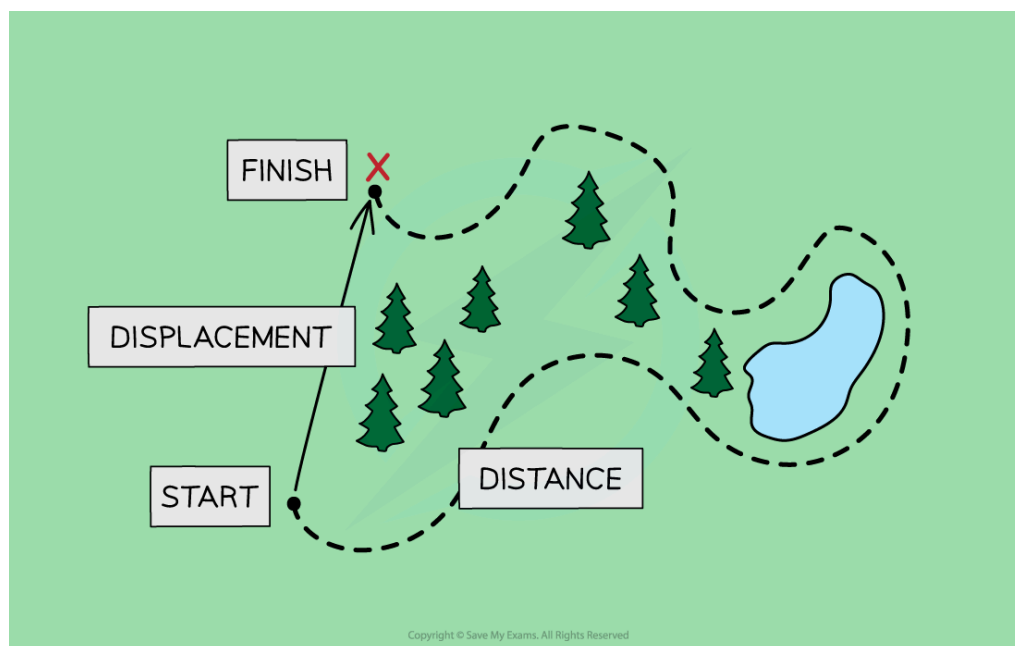 FINISH
DISPLACEMENT
DISTANCE
START
Copyright © Save My Exams. All Rights Reserved